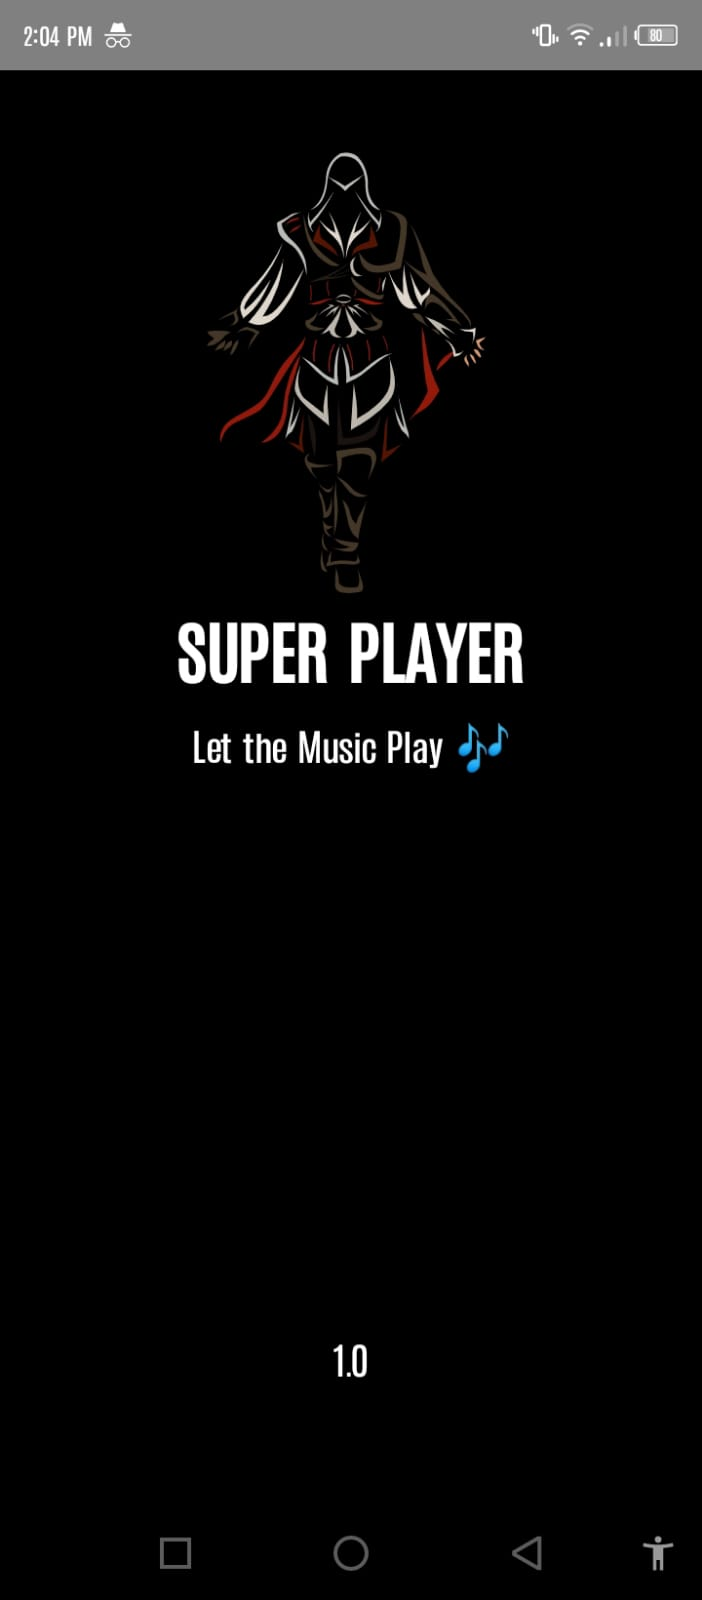 2:04 PM
80
SUPER PLAYER
Let the Music Play 🎶
1.0